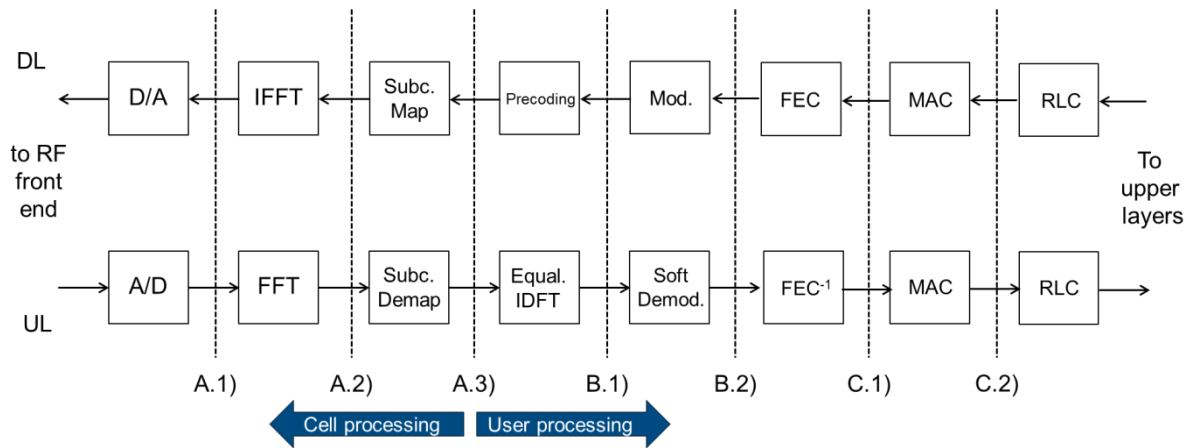 DL
D/A
IFFT
Subc.
Map
Precoding
Mod.
FEC
MAC
RLC
to RF
front
end
To
upper
layers
A/D
FFT
Subc.
Demap
Equal.
IDFT
Soft
Demod.
FEC⁻¹
MAC
RLC
UL
A.1)
A.2)
A.3)
B.1)
B.2)
C.1)
C.2)
Cell processing
User processing